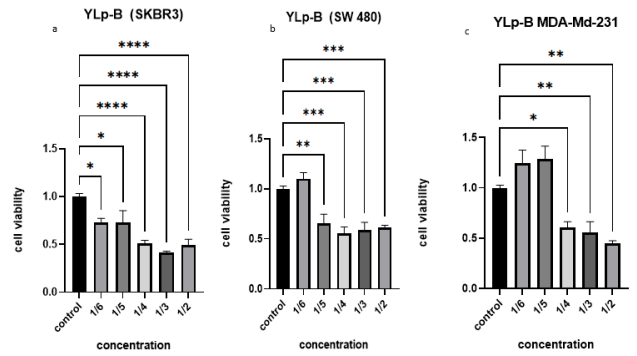 YLp-B (SKBR3)
a
****
****
****
*
*
1.5
1.0
0.5
0.0
cell viability
control
1/6
1/5
1/4
1/3
1/2
concentration
YLp-B (SW 480)
b
***
***
***
**
1.5
1.0
0.5
0.0
cell viability
control
1/6
1/5
1/4
1/3
1/2
concentration
YLp-B MDA-Md-231
c
**
**
*
1.5
1.0
0.5
0.0
cell viability
control
1/6
1/5
1/4
1/3
1/2
concentration